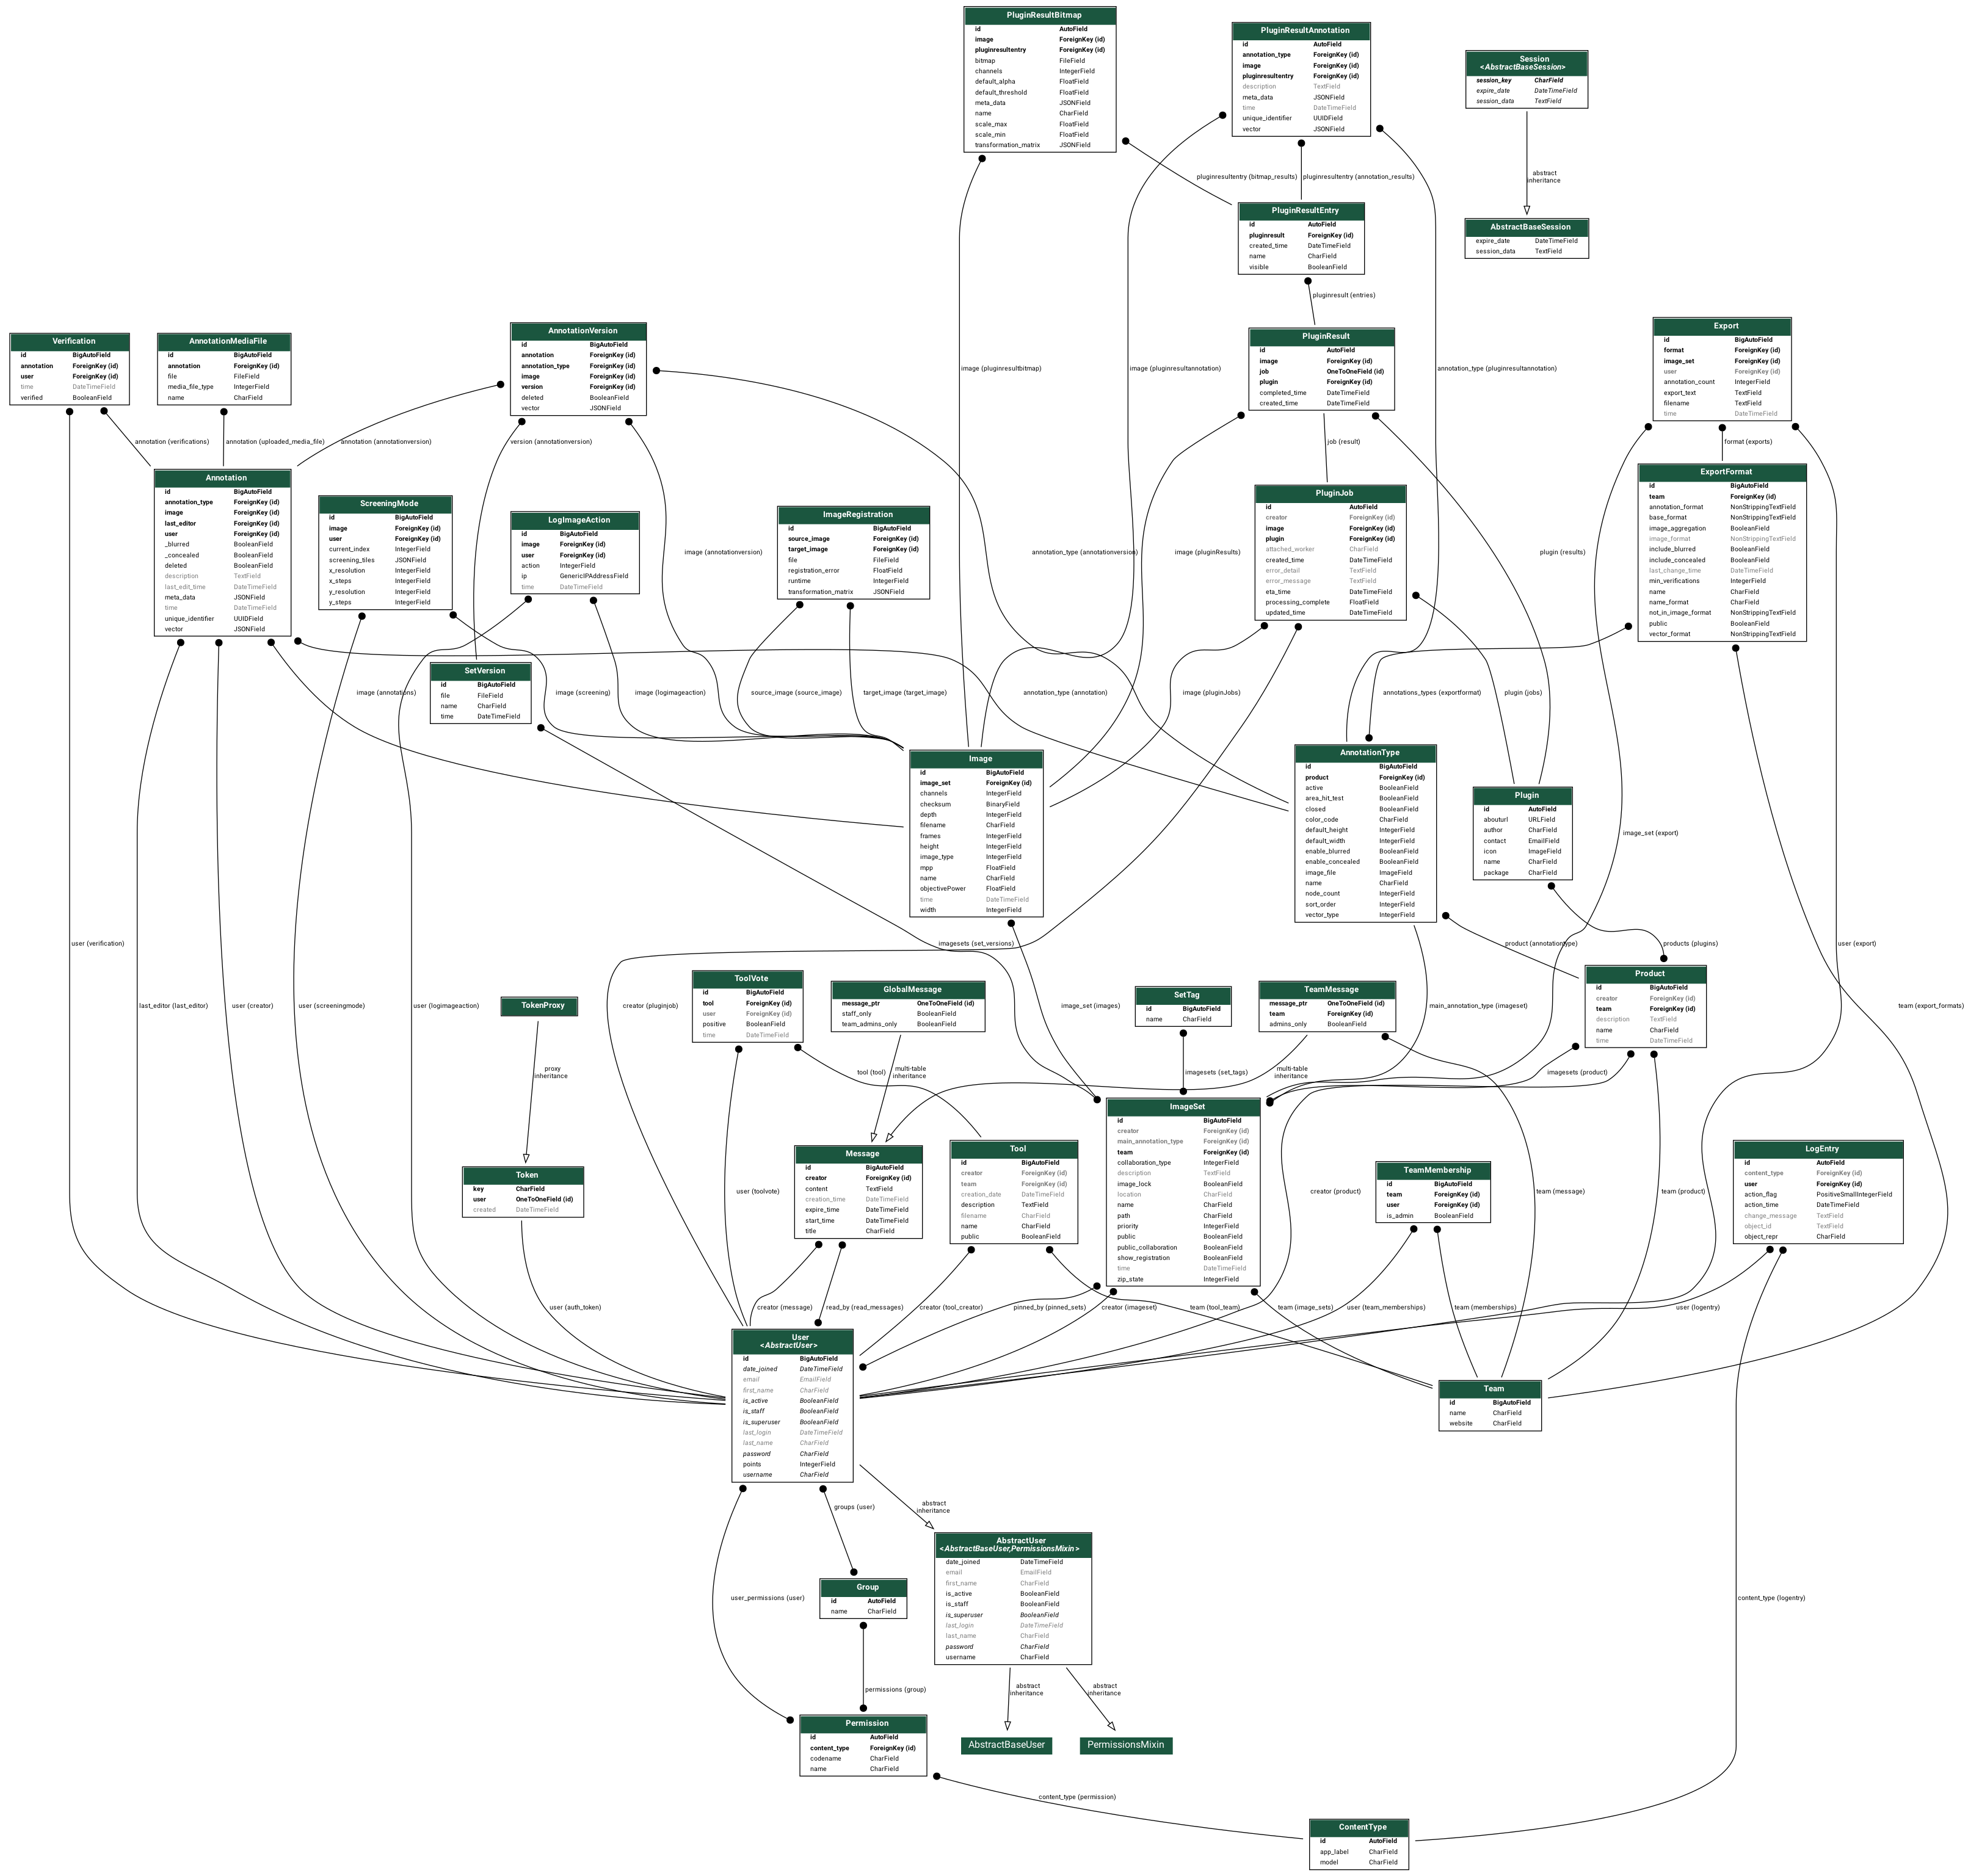 PluginResultBitmap
id AutoField
image ForeignKey (id)
pluginresultentry ForeignKey (id)
bitmap FileField
channels IntegerField
default_alpha FloatField
default_threshold FloatField
meta_data JSONField
name CharField
scale_max FloatField
scale_min FloatField
transformation_matrix JSONField
PluginResultAnnotation
id AutoField
annotation_type ForeignKey (id)
image ForeignKey (id)
pluginresultentry ForeignKey (id)
description TextField
meta_data JSONField
time DateTimeField
unique_identifier UUIDField
vector JSONField
Session
<AbstractBaseSession>
session_key CharField
expire_date DateTimeField
session_data TextField
pluginresultentry (bitmap_results)
pluginresultentry (annotation_results)
abstract
inheritance
PluginResultEntry
id AutoField
pluginresult ForeignKey (id)
created_time DateTimeField
name CharField
visible BooleanField
AbstractBaseSession
expire_date DateTimeField
session_data TextField
pluginresult (entries)
Verification
id BigAutoField
annotation ForeignKey (id)
user ForeignKey (id)
time DateTimeField
verified BooleanField
AnnotationMediaFile
id BigAutoField
annotation ForeignKey (id)
file FileField
media_file_type IntegerField
name CharField
AnnotationVersion
id BigAutoField
annotation ForeignKey (id)
annotation_type ForeignKey (id)
image ForeignKey (id)
version ForeignKey (id)
deleted BooleanField
vector JSONField
image (pluginresultbitmap)
image (pluginresultannotation)
PluginResult
id AutoField
image ForeignKey (id)
job OneToOneField (id)
plugin ForeignKey (id)
completed_time DateTimeField
created_time DateTimeField
annotation_type (pluginresultannotation)
Export
id BigAutoField
format ForeignKey (id)
image_set ForeignKey (id)
user ForeignKey (id)
annotation_count IntegerField
export_text TextField
filename TextField
time DateTimeField
annotation (verifications)
annotation (uploaded_media_file)
annotation (annotationversion)
version (annotationversion)
job (result)
format (exports)
Annotation
id BigAutoField
annotation_type ForeignKey (id)
image ForeignKey (id)
last_editor ForeignKey (id)
user ForeignKey (id)
_blurred BooleanField
_concealed BooleanField
deleted BooleanField
description TextField
last_edit_time DateTimeField
meta_data JSONField
time DateTimeField
unique_identifier UUIDField
vector JSONField
ScreeningMode
id BigAutoField
image ForeignKey (id)
user ForeignKey (id)
current_index IntegerField
screening_tiles JSONField
x_resolution IntegerField
x_steps IntegerField
y_resolution IntegerField
y_steps IntegerField
LogImageAction
id BigAutoField
image ForeignKey (id)
user ForeignKey (id)
action IntegerField
ip GenericIPAddressField
time DateTimeField
image (annotationversion)
ImageRegistration
id BigAutoField
source_image ForeignKey (id)
target_image ForeignKey (id)
file FileField
registration_error FloatField
runtime IntegerField
transformation_matrix JSONField
annotation_type (annotationversion)
image (pluginResults)
PluginJob
id AutoField
creator ForeignKey (id)
image ForeignKey (id)
plugin ForeignKey (id)
attached_worker CharField
created_time DateTimeField
error_detail TextField
error_message TextField
eta_time DateTimeField
processing_complete FloatField
updated_time DateTimeField
plugin (results)
ExportFormat
id BigAutoField
team ForeignKey (id)
annotation_format NonStrippingTextField
base_format NonStrippingTextField
image_aggregation BooleanField
image_format NonStrippingTextField
include_blurred BooleanField
include_concealed BooleanField
last_change_time DateTimeField
min_verifications IntegerField
name CharField
name_format CharField
not_in_image_format NonStrippingTextField
public BooleanField
vector_format NonStrippingTextField
image (annotations)
SetVersion
id BigAutoField
file FileField
name CharField
time DateTimeField
image (screening)
image (logimageaction)
source_image (source_image)
target_image (target_image)
annotation_type (annotation)
image (pluginJobs)
annotations_types (exportformat)
plugin (jobs)
Image
id BigAutoField
image_set ForeignKey (id)
channels IntegerField
checksum BinaryField
depth IntegerField
filename CharField
frames IntegerField
height IntegerField
image_type IntegerField
mpp FloatField
name CharField
objectivePower FloatField
time DateTimeField
width IntegerField
AnnotationType
id BigAutoField
product ForeignKey (id)
active BooleanField
area_hit_test BooleanField
closed BooleanField
color_code CharField
default_height IntegerField
default_width IntegerField
enable_blurred BooleanField
enable_concealed BooleanField
image_file ImageField
name CharField
node_count IntegerField
sort_order IntegerField
vector_type IntegerField
Plugin
id AutoField
abouturl URLField
author CharField
contact EmailField
icon ImageField
name CharField
package CharField
image_set (export)
user (verification)
imagesets (set_versions)
product (annotationtype)
products (plugins)
user (export)
last_editor (last_editor)
user (creator)
user (screeningmode)
user (logimageaction)
TokenProxy
creator (pluginjob)
ToolVote
id BigAutoField
tool ForeignKey (id)
user ForeignKey (id)
positive BooleanField
time DateTimeField
GlobalMessage
message_ptr OneToOneField (id)
staff_only BooleanField
team_admins_only BooleanField
image_set (images)
SetTag
id BigAutoField
name CharField
TeamMessage
message_ptr OneToOneField (id)
team ForeignKey (id)
admins_only BooleanField
main_annotation_type (imageset)
Product
id BigAutoField
creator ForeignKey (id)
team ForeignKey (id)
description TextField
name CharField
time DateTimeField
team (export_formats)
proxy
inheritance
tool (tool)
multi-table
inheritance
imagesets (set_tags)
multi-table
inheritance
imagesets (product)
Token
key CharField
user OneToOneField (id)
created DateTimeField
user (toolvote)
Message
id BigAutoField
creator ForeignKey (id)
content TextField
creation_time DateTimeField
expire_time DateTimeField
start_time DateTimeField
title CharField
Tool
id BigAutoField
creator ForeignKey (id)
team ForeignKey (id)
creation_date DateTimeField
description TextField
filename CharField
name CharField
public BooleanField
ImageSet
id BigAutoField
creator ForeignKey (id)
main_annotation_type ForeignKey (id)
team ForeignKey (id)
collaboration_type IntegerField
description TextField
image_lock BooleanField
location CharField
name CharField
path CharField
priority IntegerField
public BooleanField
public_collaboration BooleanField
show_registration BooleanField
time DateTimeField
zip_state IntegerField
creator (product)
TeamMembership
id BigAutoField
team ForeignKey (id)
user ForeignKey (id)
is_admin BooleanField
team (message)
team (product)
LogEntry
id AutoField
content_type ForeignKey (id)
user ForeignKey (id)
action_flag PositiveSmallIntegerField
action_time DateTimeField
change_message TextField
object_id TextField
object_repr CharField
user (auth_token)
creator (message)
read_by (read_messages)
creator (tool_creator)
pinned_by (pinned_sets)
creator (imageset)
team (tool_team)
team (image_sets)
user (team_memberships)
team (memberships)
user (logentry)
User
<AbstractUser>
id BigAutoField
date_joined DateTimeField
email EmailField
first_name CharField
is_active BooleanField
is_staff BooleanField
is_superuser BooleanField
last_login DateTimeField
last_name CharField
password CharField
points IntegerField
username CharField
Team
id BigAutoField
name CharField
website CharField
groups (user)
abstract
inheritance
AbstractUser
<AbstractBaseUser,PermissionsMixin>
date_joined DateTimeField
email EmailField
first_name CharField
is_active BooleanField
is_staff BooleanField
is_superuser BooleanField
last_login DateTimeField
last_name CharField
password CharField
username CharField
user_permissions (user)
Group
id AutoField
name CharField
content_type (logentry)
permissions (group)
abstract
inheritance
abstract
inheritance
Permission
id AutoField
content_type ForeignKey (id)
codename CharField
name CharField
AbstractBaseUser
PermissionsMixin
content_type (permission)
ContentType
id AutoField
app_label CharField
model CharField